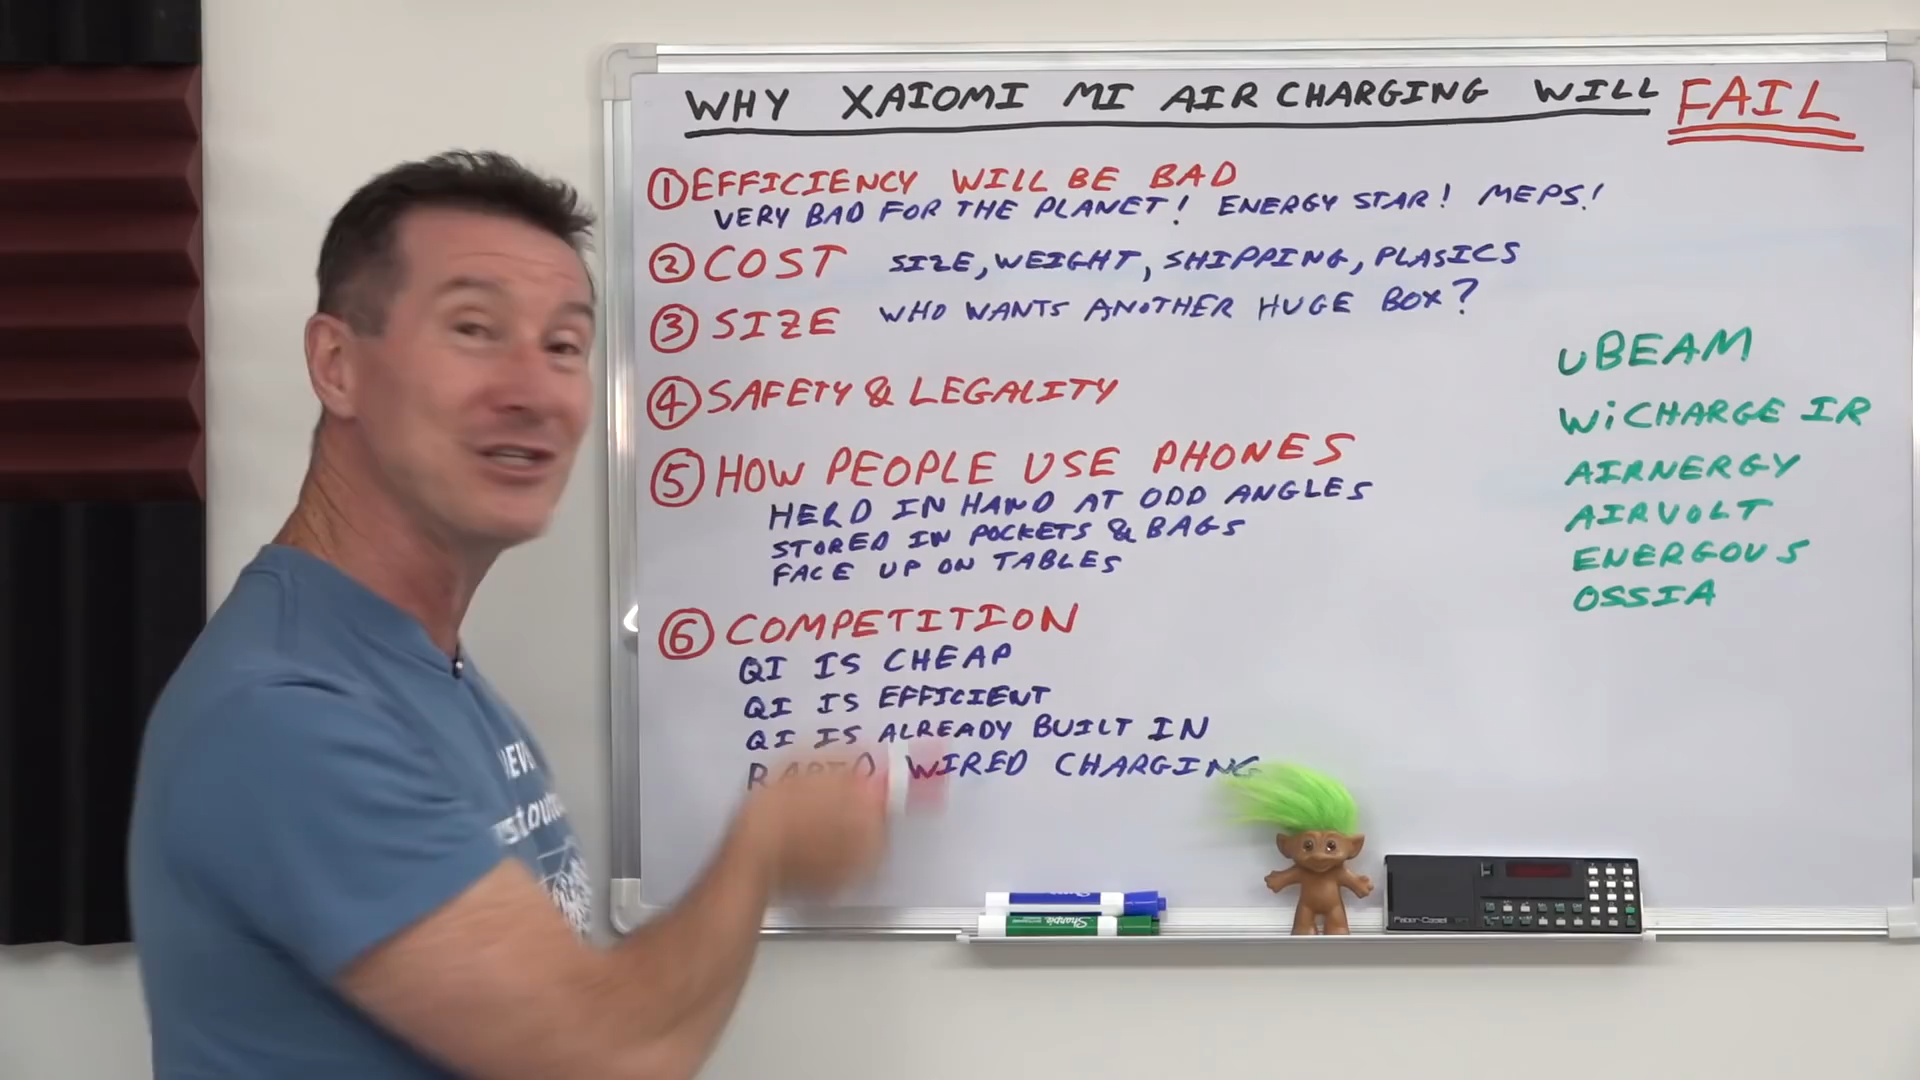 WHY XAIOMI MI AIR CHARGING WILL FAIL
① EFFICIENCY WILL BE BAD
VERY BAD FOR THE PLANET! ENERGY STAR! MEPS!
② COST SIZE, WEIGHT, SHIPPING, PLASICS
③ SIZE WHO WANTS ANOTHER HUGE BOX?
④ SAFETY & LEGALITY
⑤ HOW PEOPLE USE PHONES
HELD IN HAND AT ODD ANGLES
STORED IN POCKETS & BAGS
FACE UP ON TABLES
⑥ COMPETITION
QI IS CHEAP
QI IS EFFICIENT
QI IS ALREADY BUILT IN
RAPID WIRED CHARGING
uBEAM
WiCHARGE IR
AIRNERGY
AIRVOLT
ENERGOUS
OSSIA
Sharpie
Faber-Castell